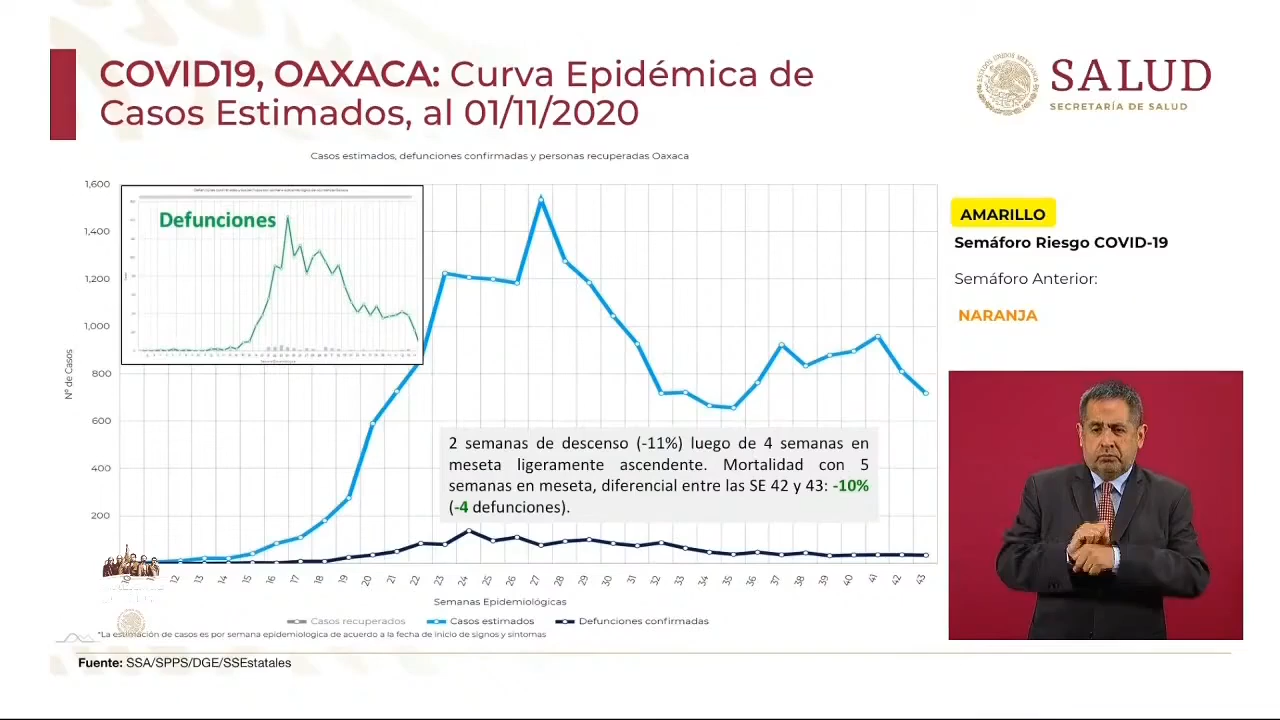 COVID19, OAXACA: Curva Epidémica de
Casos Estimados, al 01/11/2020
SALUD
SECRETARÍA DE SALUD
Casos estimados, defunciones confirmadas y personas recuperadas Oaxaca
1,600
1,400
1,200
1,000
800
600
400
200
Nº de Casos
Defunciones
AMARILLO
Semáforo Riesgo COVID-19
Semáforo Anterior:
NARANJA
2 semanas de descenso (-11%) luego de 4 semanas en
meseta ligeramente ascendente. Mortalidad con 5
semanas en meseta, diferencial entre las SE 42 y 43: -10%
(-4 defunciones).
10 12 13 14 15 16 17 18 19 20 21 22 23 24 25 26 27 28 29 30 31 32 33 34 35 36 37 38 39 40 41 42 43
Semanas Epidemiológicas
Casos recuperados Casos estimados Defunciones confirmadas
*La estimación de casos es por semana epidemiologica de acuerdo a la fecha de inicio de signos y síntomas
Fuente: SSA/SPPS/DGE/SSEstatales